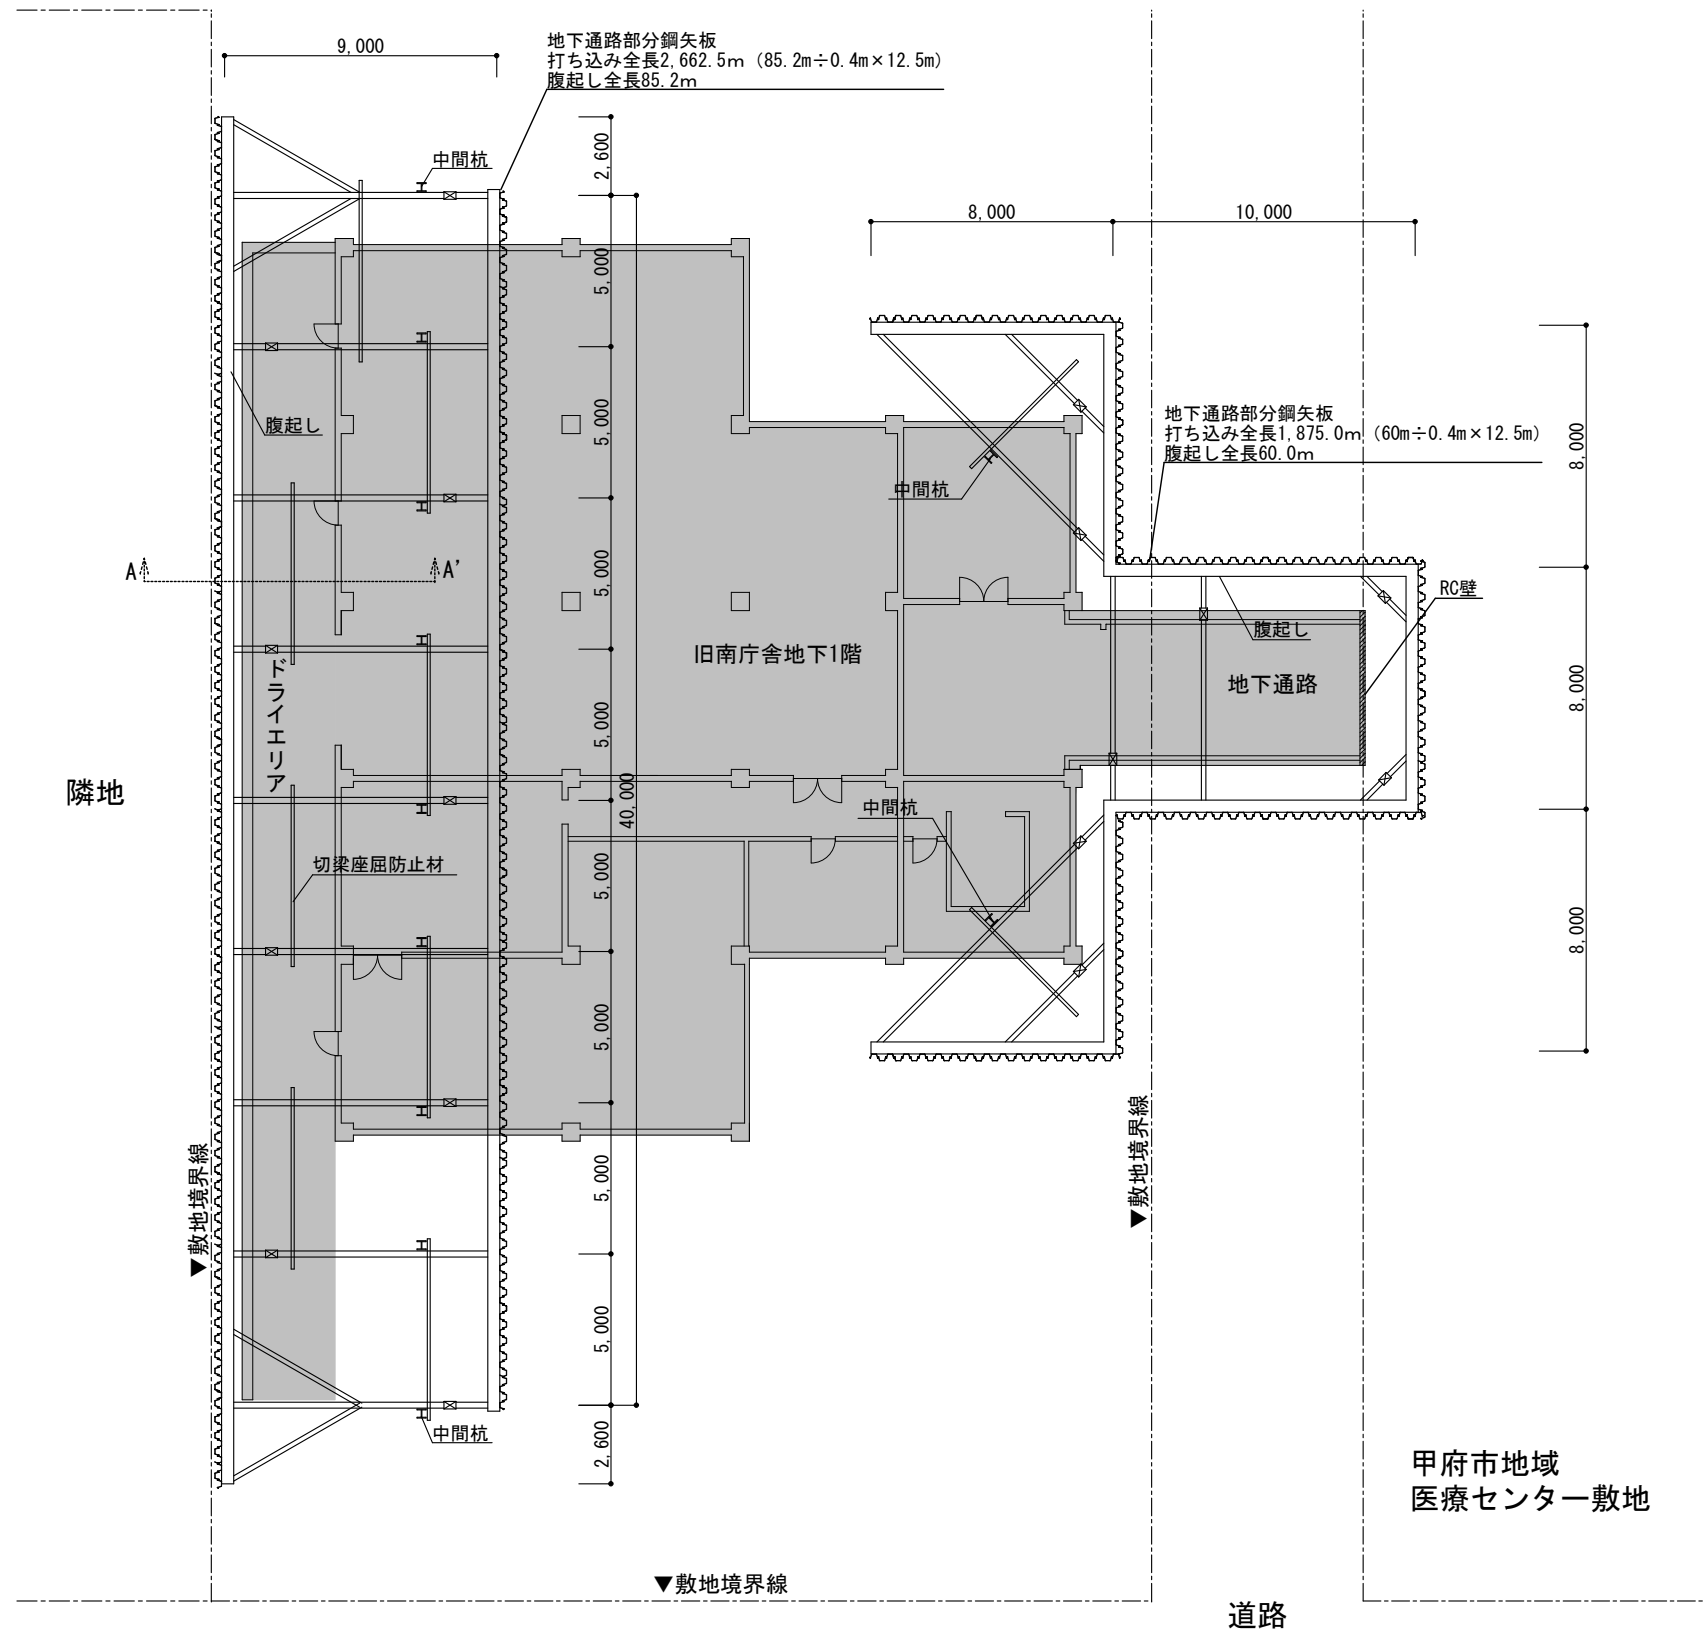 9,000
地下通路部分鋼矢板
打ち込み全長2,662.5m（85.2m÷0.4m×12.5m）
腹起し全長85.2m
中間杭
2,600
5,000
5,000
5,000
5,000
5,000
5,000
5,000
5,000
2,600
40,000
8,000
10,000
地下通路部分鋼矢板
打ち込み全長1,875.0m（60m÷0.4m×12.5m）
腹起し全長60.0m
8,000
8,000
8,000
腹起し
中間杭
A
A'
RC壁
腹起し
旧南庁舎地下1階
地下通路
ドライエリア
隣地
中間杭
切梁座屈防止材
▼敷地境界線
▼敷地境界線
中間杭
甲府市地域
医療センター敷地
▼敷地境界線
道路